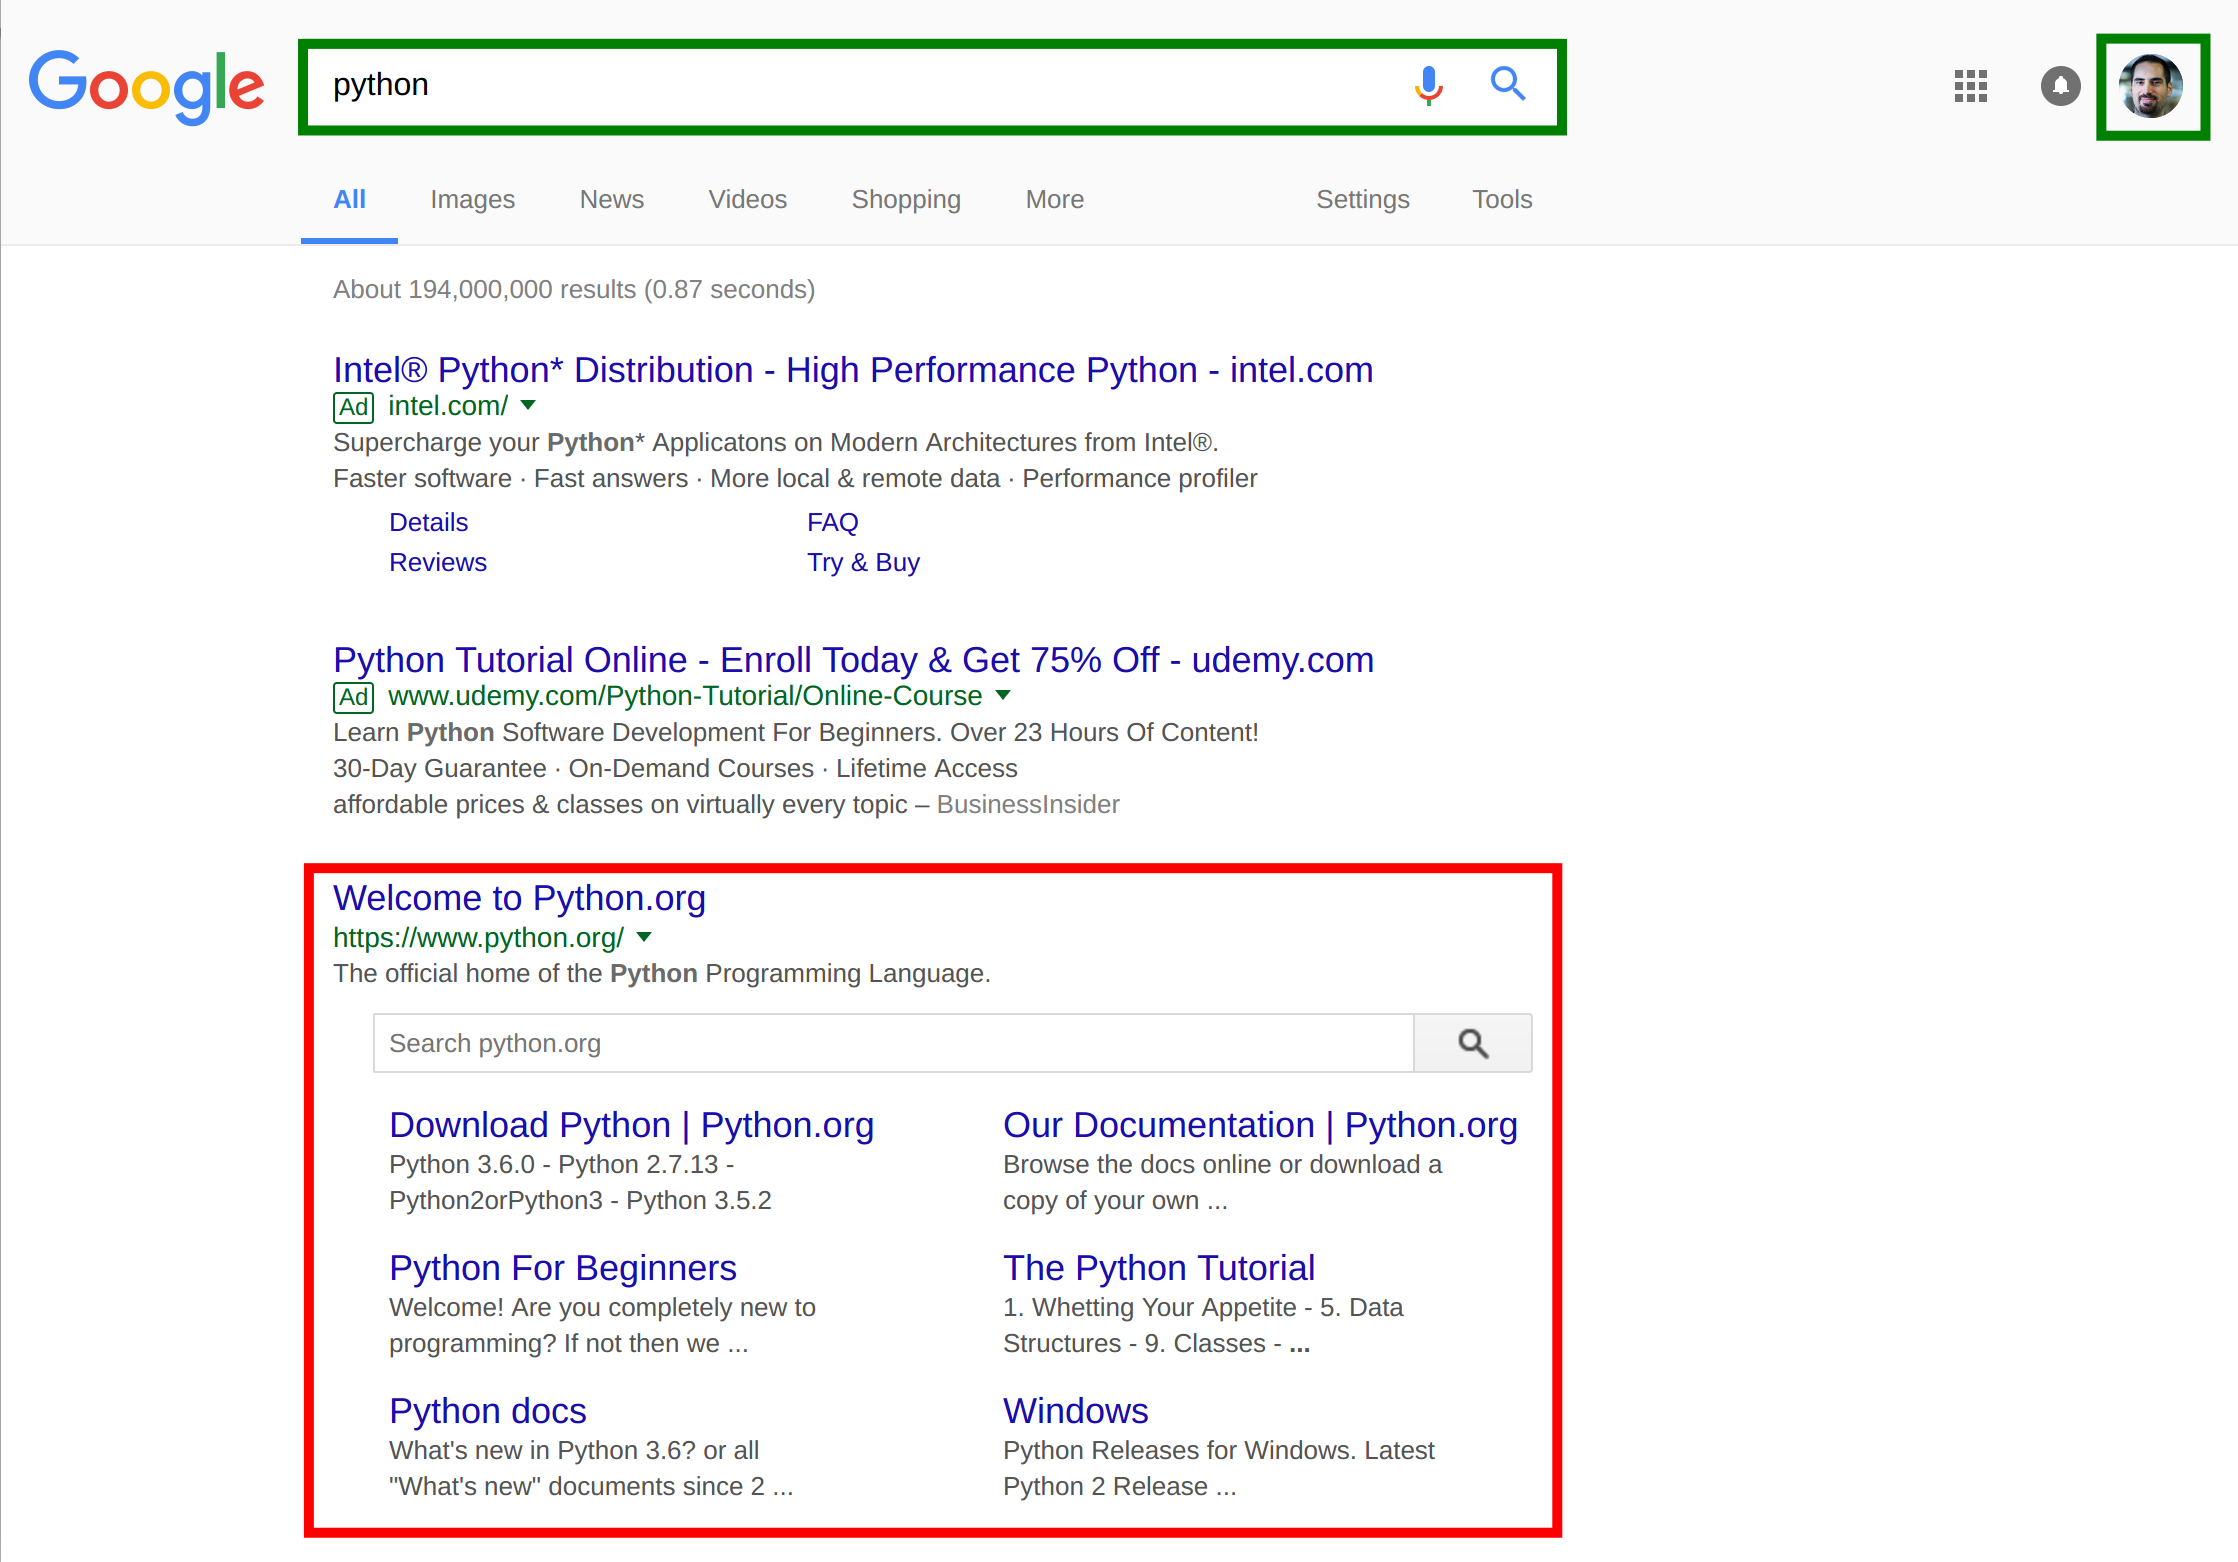 Google
python
All Images News Videos Shopping More Settings Tools
About 194,000,000 results (0.87 seconds)
Intel® Python* Distribution - High Performance Python - intel.com
Ad intel.com/
Supercharge your Python* Applicatons on Modern Architectures from Intel®.
Faster software · Fast answers · More local & remote data · Performance profiler
Details FAQ
Reviews Try & Buy
Python Tutorial Online - Enroll Today & Get 75% Off - udemy.com
Ad www.udemy.com/Python-Tutorial/Online-Course
Learn Python Software Development For Beginners. Over 23 Hours Of Content!
30-Day Guarantee · On-Demand Courses · Lifetime Access
affordable prices & classes on virtually every topic – BusinessInsider
Welcome to Python.org
https://www.python.org/
The official home of the Python Programming Language.
Search python.org
Download Python | Python.org
Python 3.6.0 - Python 2.7.13 -
Python2orPython3 - Python 3.5.2
Our Documentation | Python.org
Browse the docs online or download a
copy of your own ...
Python For Beginners
Welcome! Are you completely new to
programming? If not then we ...
The Python Tutorial
1. Whetting Your Appetite - 5. Data
Structures - 9. Classes - ...
Python docs
What's new in Python 3.6? or all
"What's new" documents since 2 ...
Windows
Python Releases for Windows. Latest
Python 2 Release ...